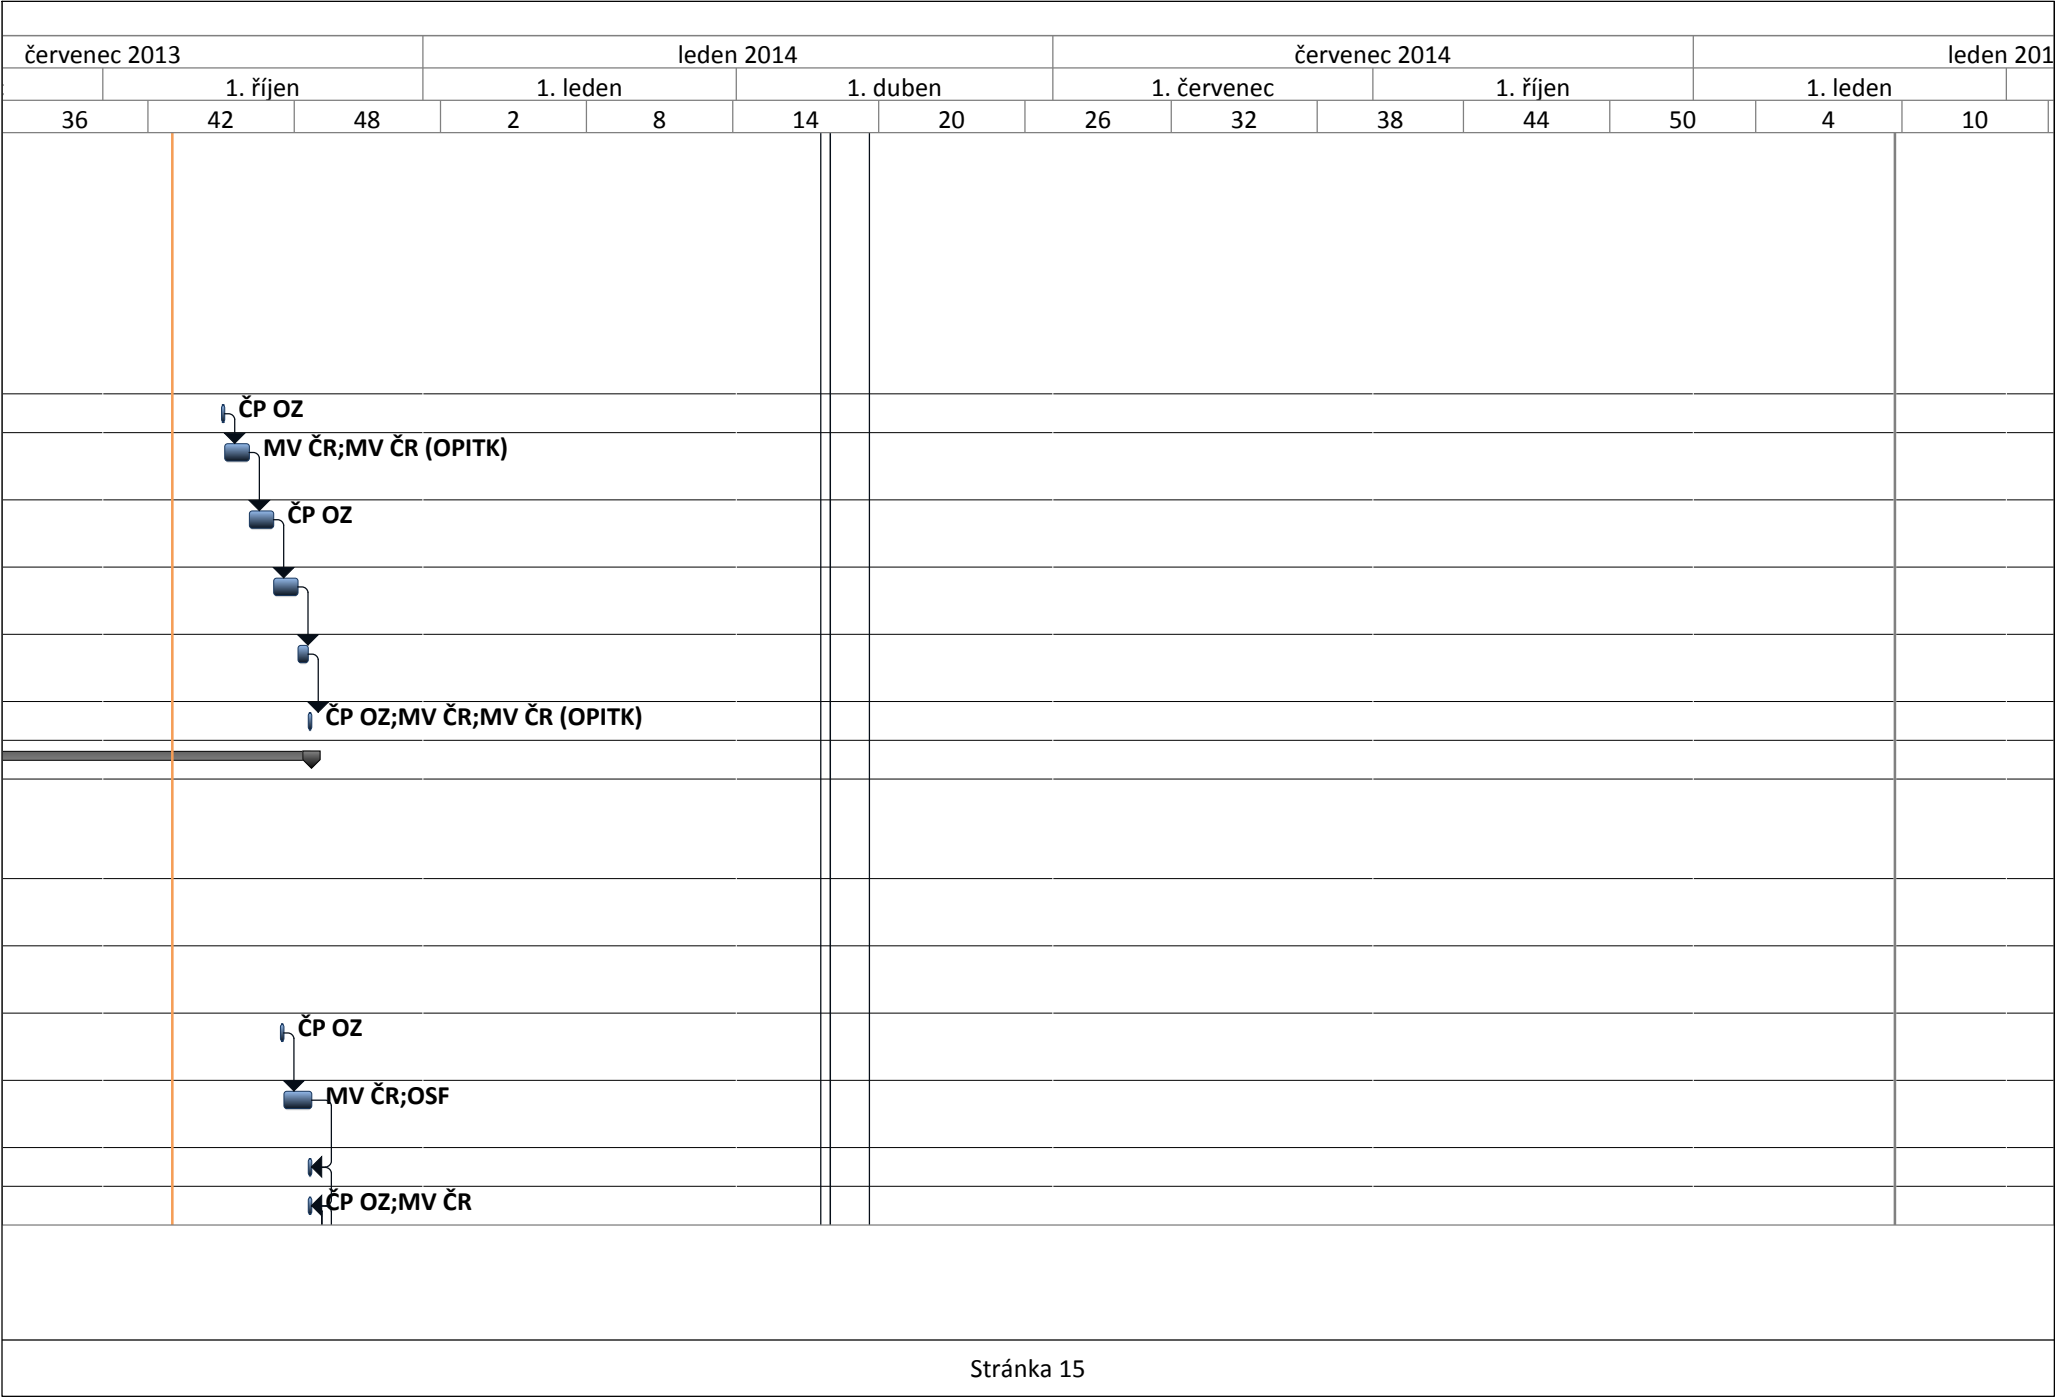 červenec 2013 leden 2014 červenec 2014 leden 201
1. říjen 1. leden 1. duben 1. červenec 1. říjen 1. leden
36 42 48 2 8 14 20 26 32 38 44 50 4 10
ČP OZ
MV ČR;MV ČR (OPITK)
ČP OZ
ČP OZ;MV ČR;MV ČR (OPITK)
ČP OZ
MV ČR;OSF
ČP OZ;MV ČR
Stránka 15